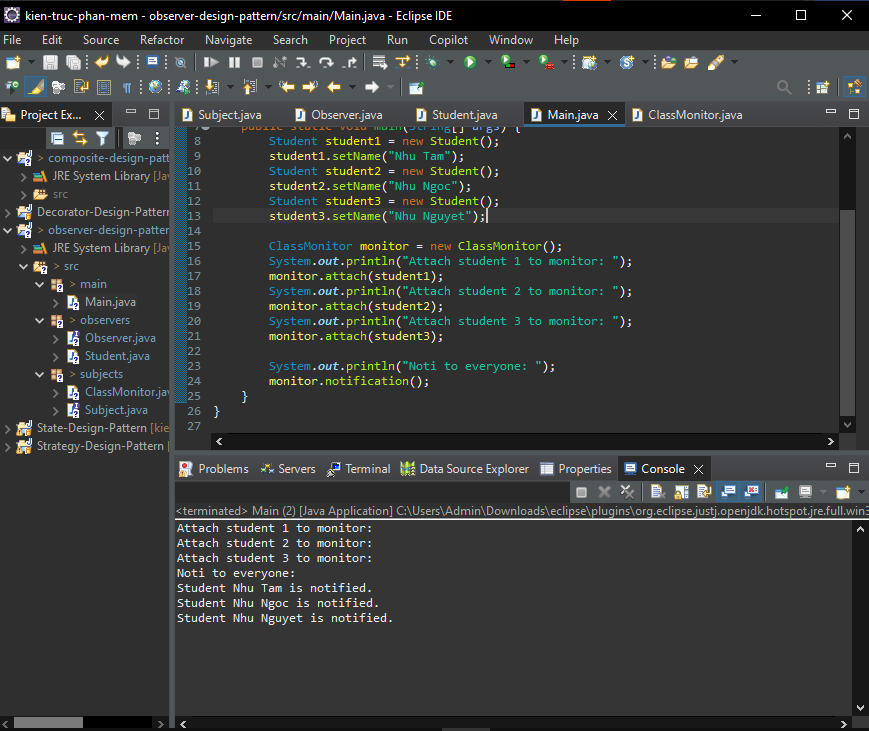 kien-truc-phan-mem - observer-design-pattern/src/main/Main.java - Eclipse IDE
File Edit Source Refactor Navigate Search Project Run Copilot Window Help
Project Ex...
Subject.java Observer.java Student.java Main.java ClassMonitor.java
> composite-design-patt
JRE System Library [Jav
src
Decorator-Design-Pattern
> observer-design-patter
JRE System Library [Jav
> src
> main
Main.java
> observers
Observer.java
Student.java
> subjects
ClassMonitor.jav
Subject.java
State-Design-Pattern [kie
Strategy-Design-Pattern
7 public static void main(String[] args) {
8 Student student1 = new Student();
9 student1.setName("Nhu Tam");
10 Student student2 = new Student();
11 student2.setName("Nhu Ngoc");
12 Student student3 = new Student();
13 student3.setName("Nhu Nguyet");
14
15 ClassMonitor monitor = new ClassMonitor();
16 System.out.println("Attach student 1 to monitor: ");
17 monitor.attach(student1);
18 System.out.println("Attach student 2 to monitor: ");
19 monitor.attach(student2);
20 System.out.println("Attach student 3 to monitor: ");
21 monitor.attach(student3);
22
23 System.out.println("Noti to everyone: ");
24 monitor.notification();
25 }
26 }
27
Problems Servers Terminal Data Source Explorer Properties Console
<terminated> Main (2) [Java Application] C:\Users\Admin\Downloads\eclipse\plugins\org.eclipse.justj.openjdk.hotspot.jre.full.win3
Attach student 1 to monitor:
Attach student 2 to monitor:
Attach student 3 to monitor:
Noti to everyone:
Student Nhu Tam is notified.
Student Nhu Ngoc is notified.
Student Nhu Nguyet is notified.